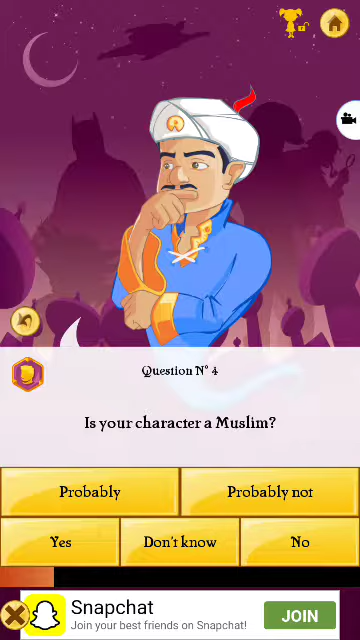 Question N° 4
Is your character a Muslim?
Probably
Probably not
Yes
Don't know
No
Snapchat
Join your best friends on Snapchat!
JOIN